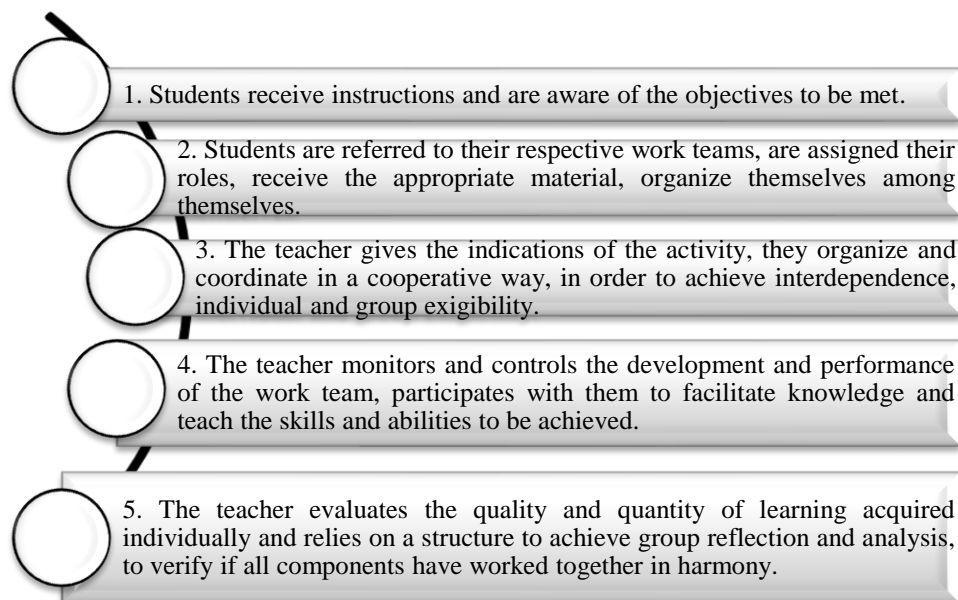 1. Students receive instructions and are aware of the objectives to be met.
2. Students are referred to their respective work teams, are assigned their
roles, receive the appropriate material, organize themselves among
themselves.
3. The teacher gives the indications of the activity, they organize and
coordinate in a cooperative way, in order to achieve interdependence,
individual and group exigibility.
4. The teacher monitors and controls the development and performance
of the work team, participates with them to facilitate knowledge and
teach the skills and abilities to be achieved.
5. The teacher evaluates the quality and quantity of learning acquired
individually and relies on a structure to achieve group reflection and analysis,
to verify if all components have worked together in harmony.